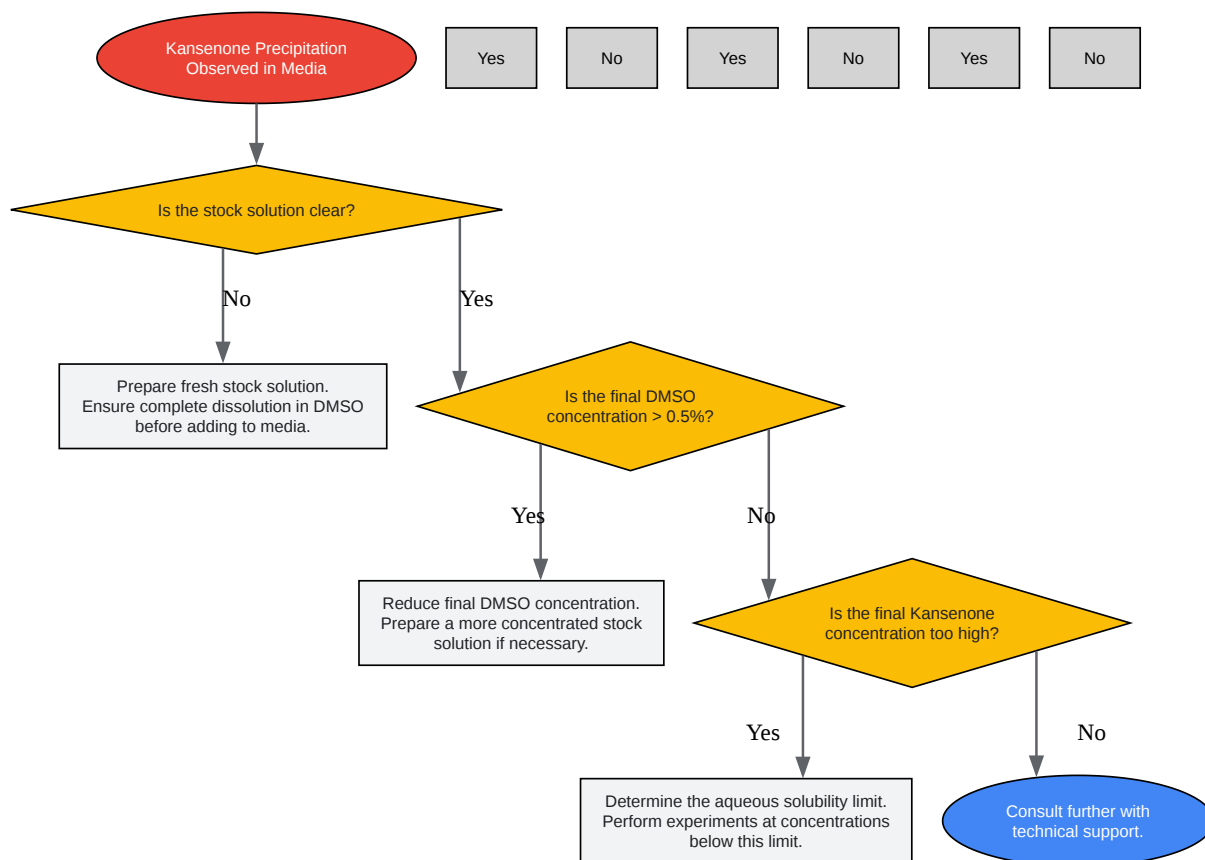 Kansenone Precipitation
Observed in Media
Yes
No
Yes
No
Yes
No
Is the stock solution clear?
No
Yes
Prepare fresh stock solution.
Ensure complete dissolution in DMSO
before adding to media.
Is the final DMSO
concentration > 0.5%?
Yes
No
Reduce final DMSO concentration.
Prepare a more concentrated stock
solution if necessary.
Is the final Kansenone
concentration too high?
Yes
No
Determine the aqueous solubility limit.
Perform experiments at concentrations
below this limit.
Consult further with
technical support.